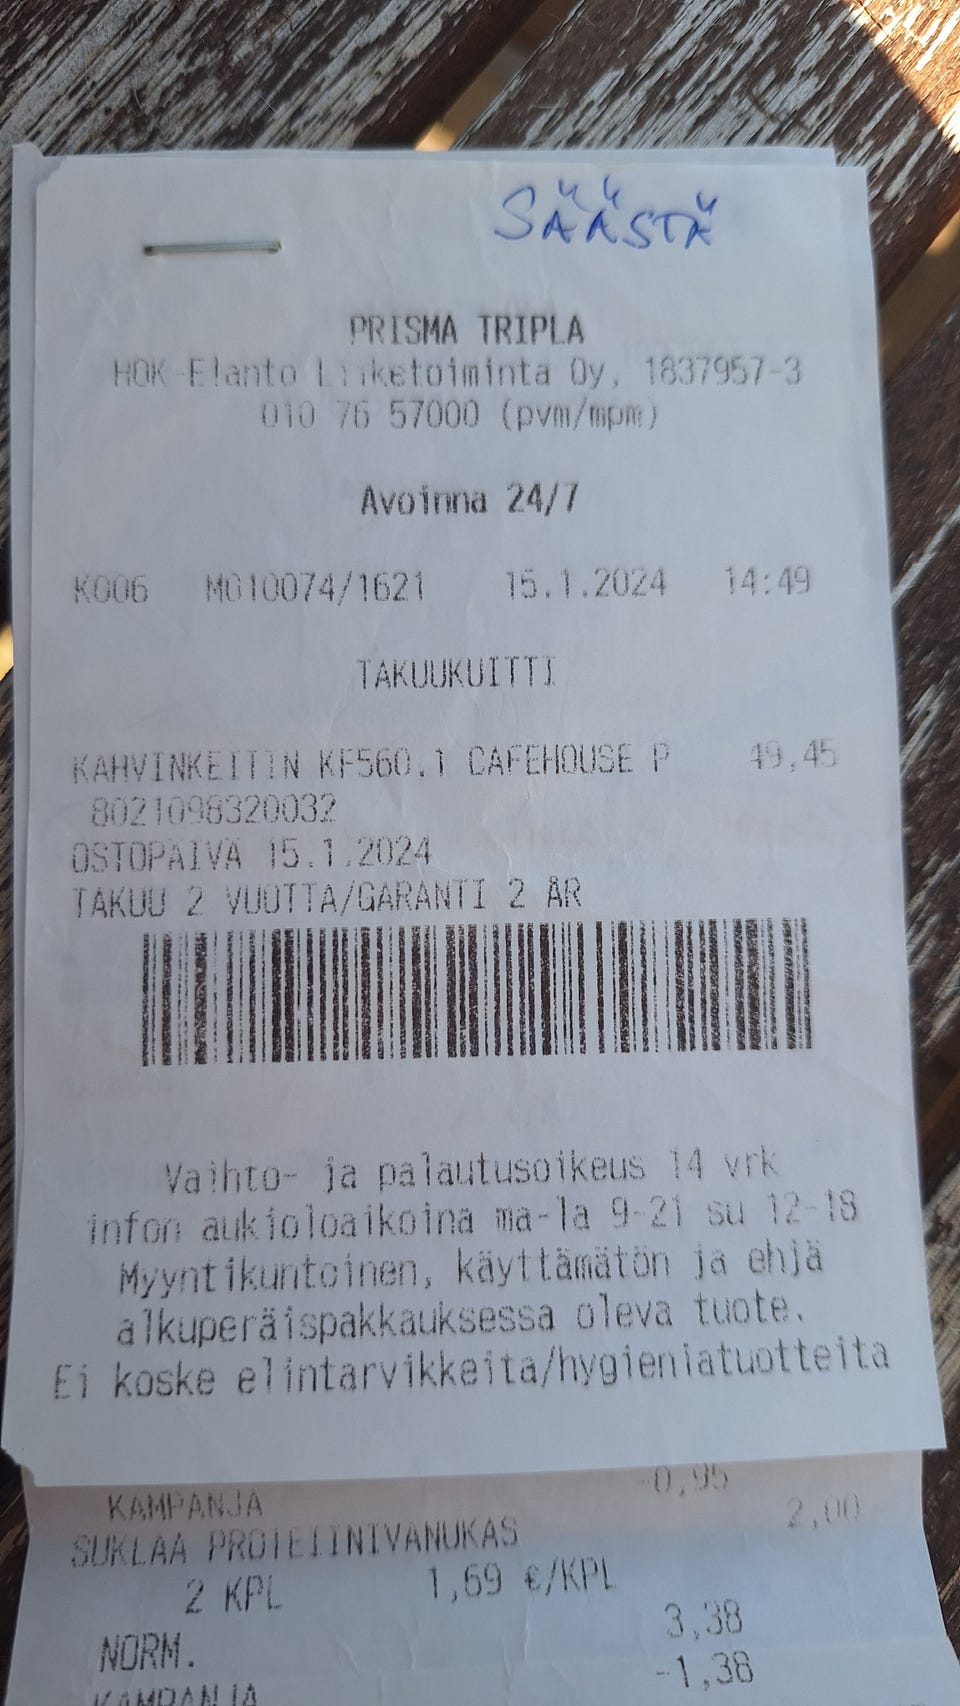 SÄÄSTÄ
PRISMA TRIPLA
HOK-Elanto Liiketoiminta Oy, 1837957-3
010 76 57000 (pvm/mpm)
Avoinna 24/7
K006 M010074/1621 15.1.2024 14:49
TAKUUKUITTI
KAHVINKEITIN KF560.1 CAFEHOUSE P 49,45
8021098320032
OSTOPÄIVÄ 15.1.2024
TAKUU 2 VUOTTA/GARANTI 2 ÅR
Vaihto- ja palautusoikeus 14 vrk
infon aukioloaikoina ma-la 9-21 su 12-18
Myyntikuntoinen, käyttämätön ja ehjä
alkuperäispakkauksessa oleva tuote.
Ei koske elintarvikkeita/hygieniatuotteita
KAMPANJA -0,95
SUKLAA PROTEIINIVANUKAS 2,00
2 KPL 1,69 €/KPL
NORM. 3,38
KAMPANJA -1,38